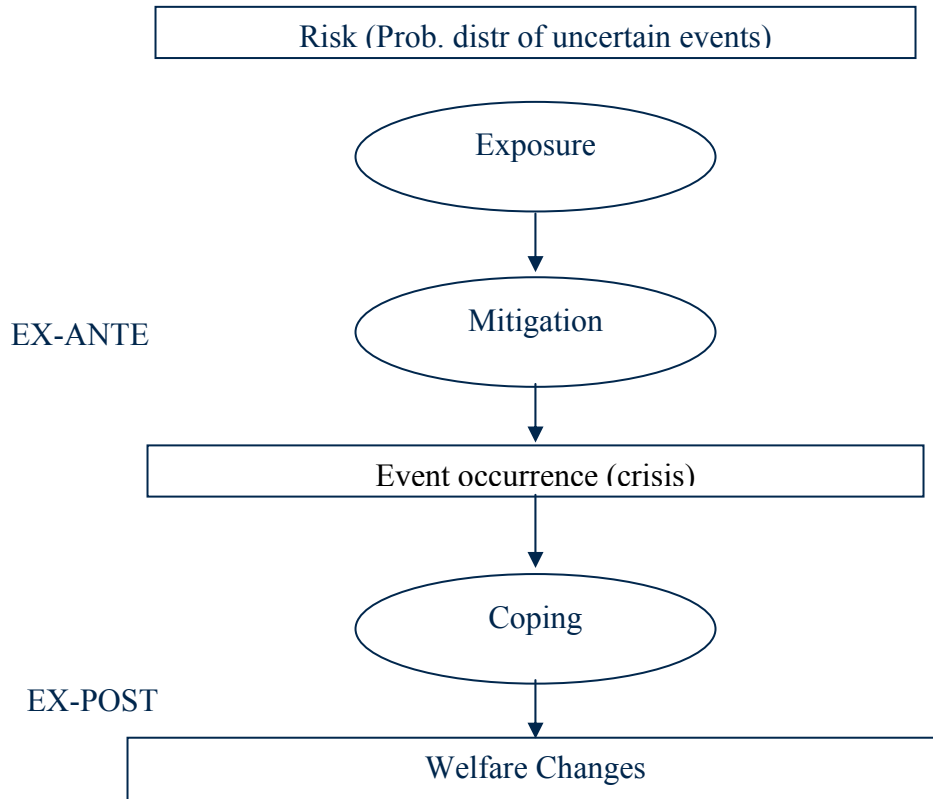 Risk (Prob. distr of uncertain events)
Exposure
Mitigation
EX-ANTE
Event occurrence (crisis)
Coping
EX-POST
Welfare Changes